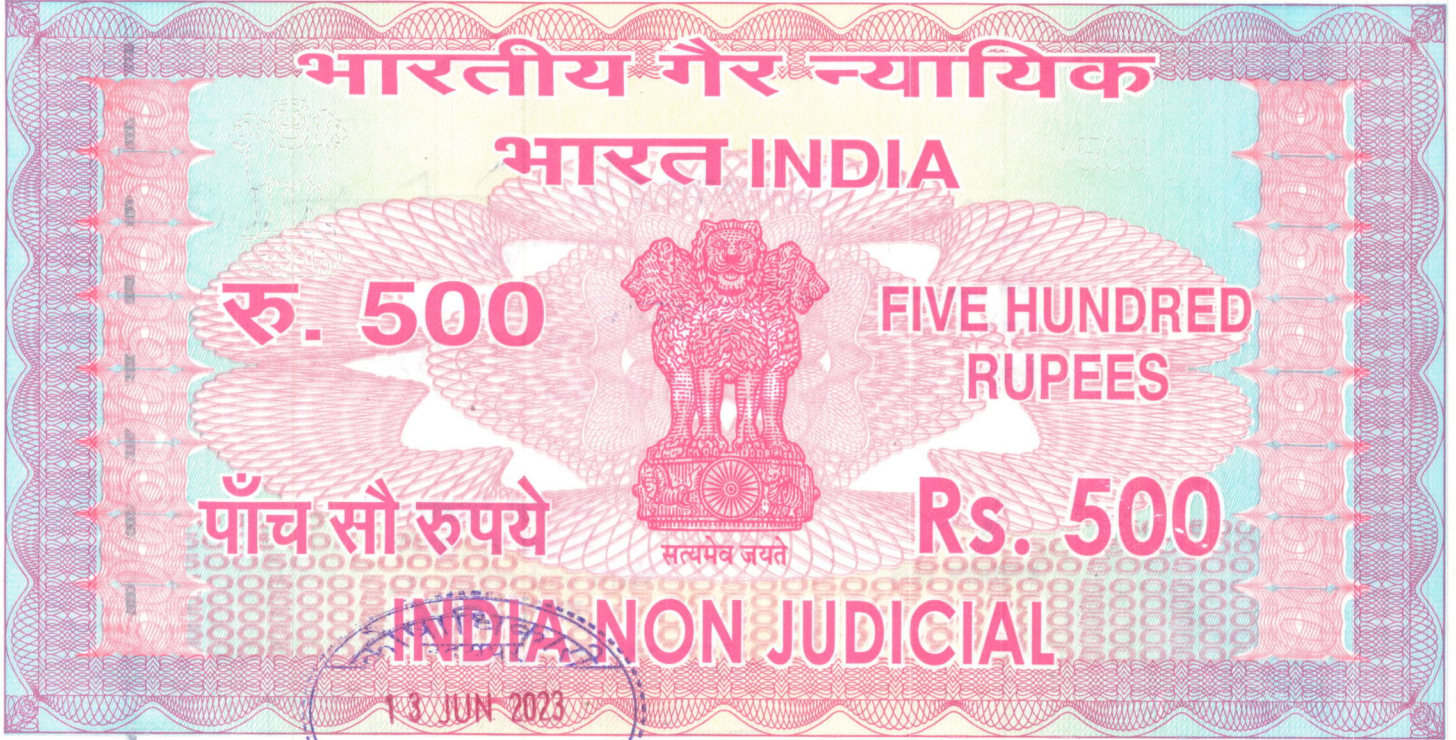 भारतीय गैर न्यायिक
भारत INDIA
रु. 500
FIVE HUNDRED
RUPEES
पाँच सौ रुपये
Rs. 500
सत्यमेव जयते
INDIA NON JUDICIAL
13 JUN 2023